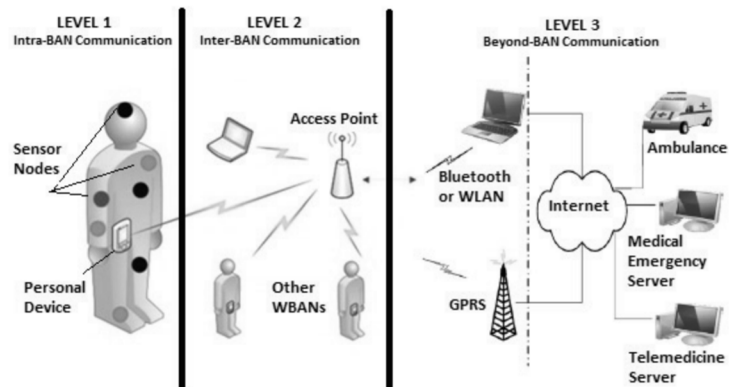 LEVEL 1
Intra-BAN Communication
LEVEL 2
Inter-BAN Communication
LEVEL 3
Beyond-BAN Communication
Sensor
Nodes
Personal
Device
Access Point
Other
WBANs
Bluetooth
or WLAN
GPRS
Internet
Ambulance
Medical
Emergency
Server
Telemedicine
Server